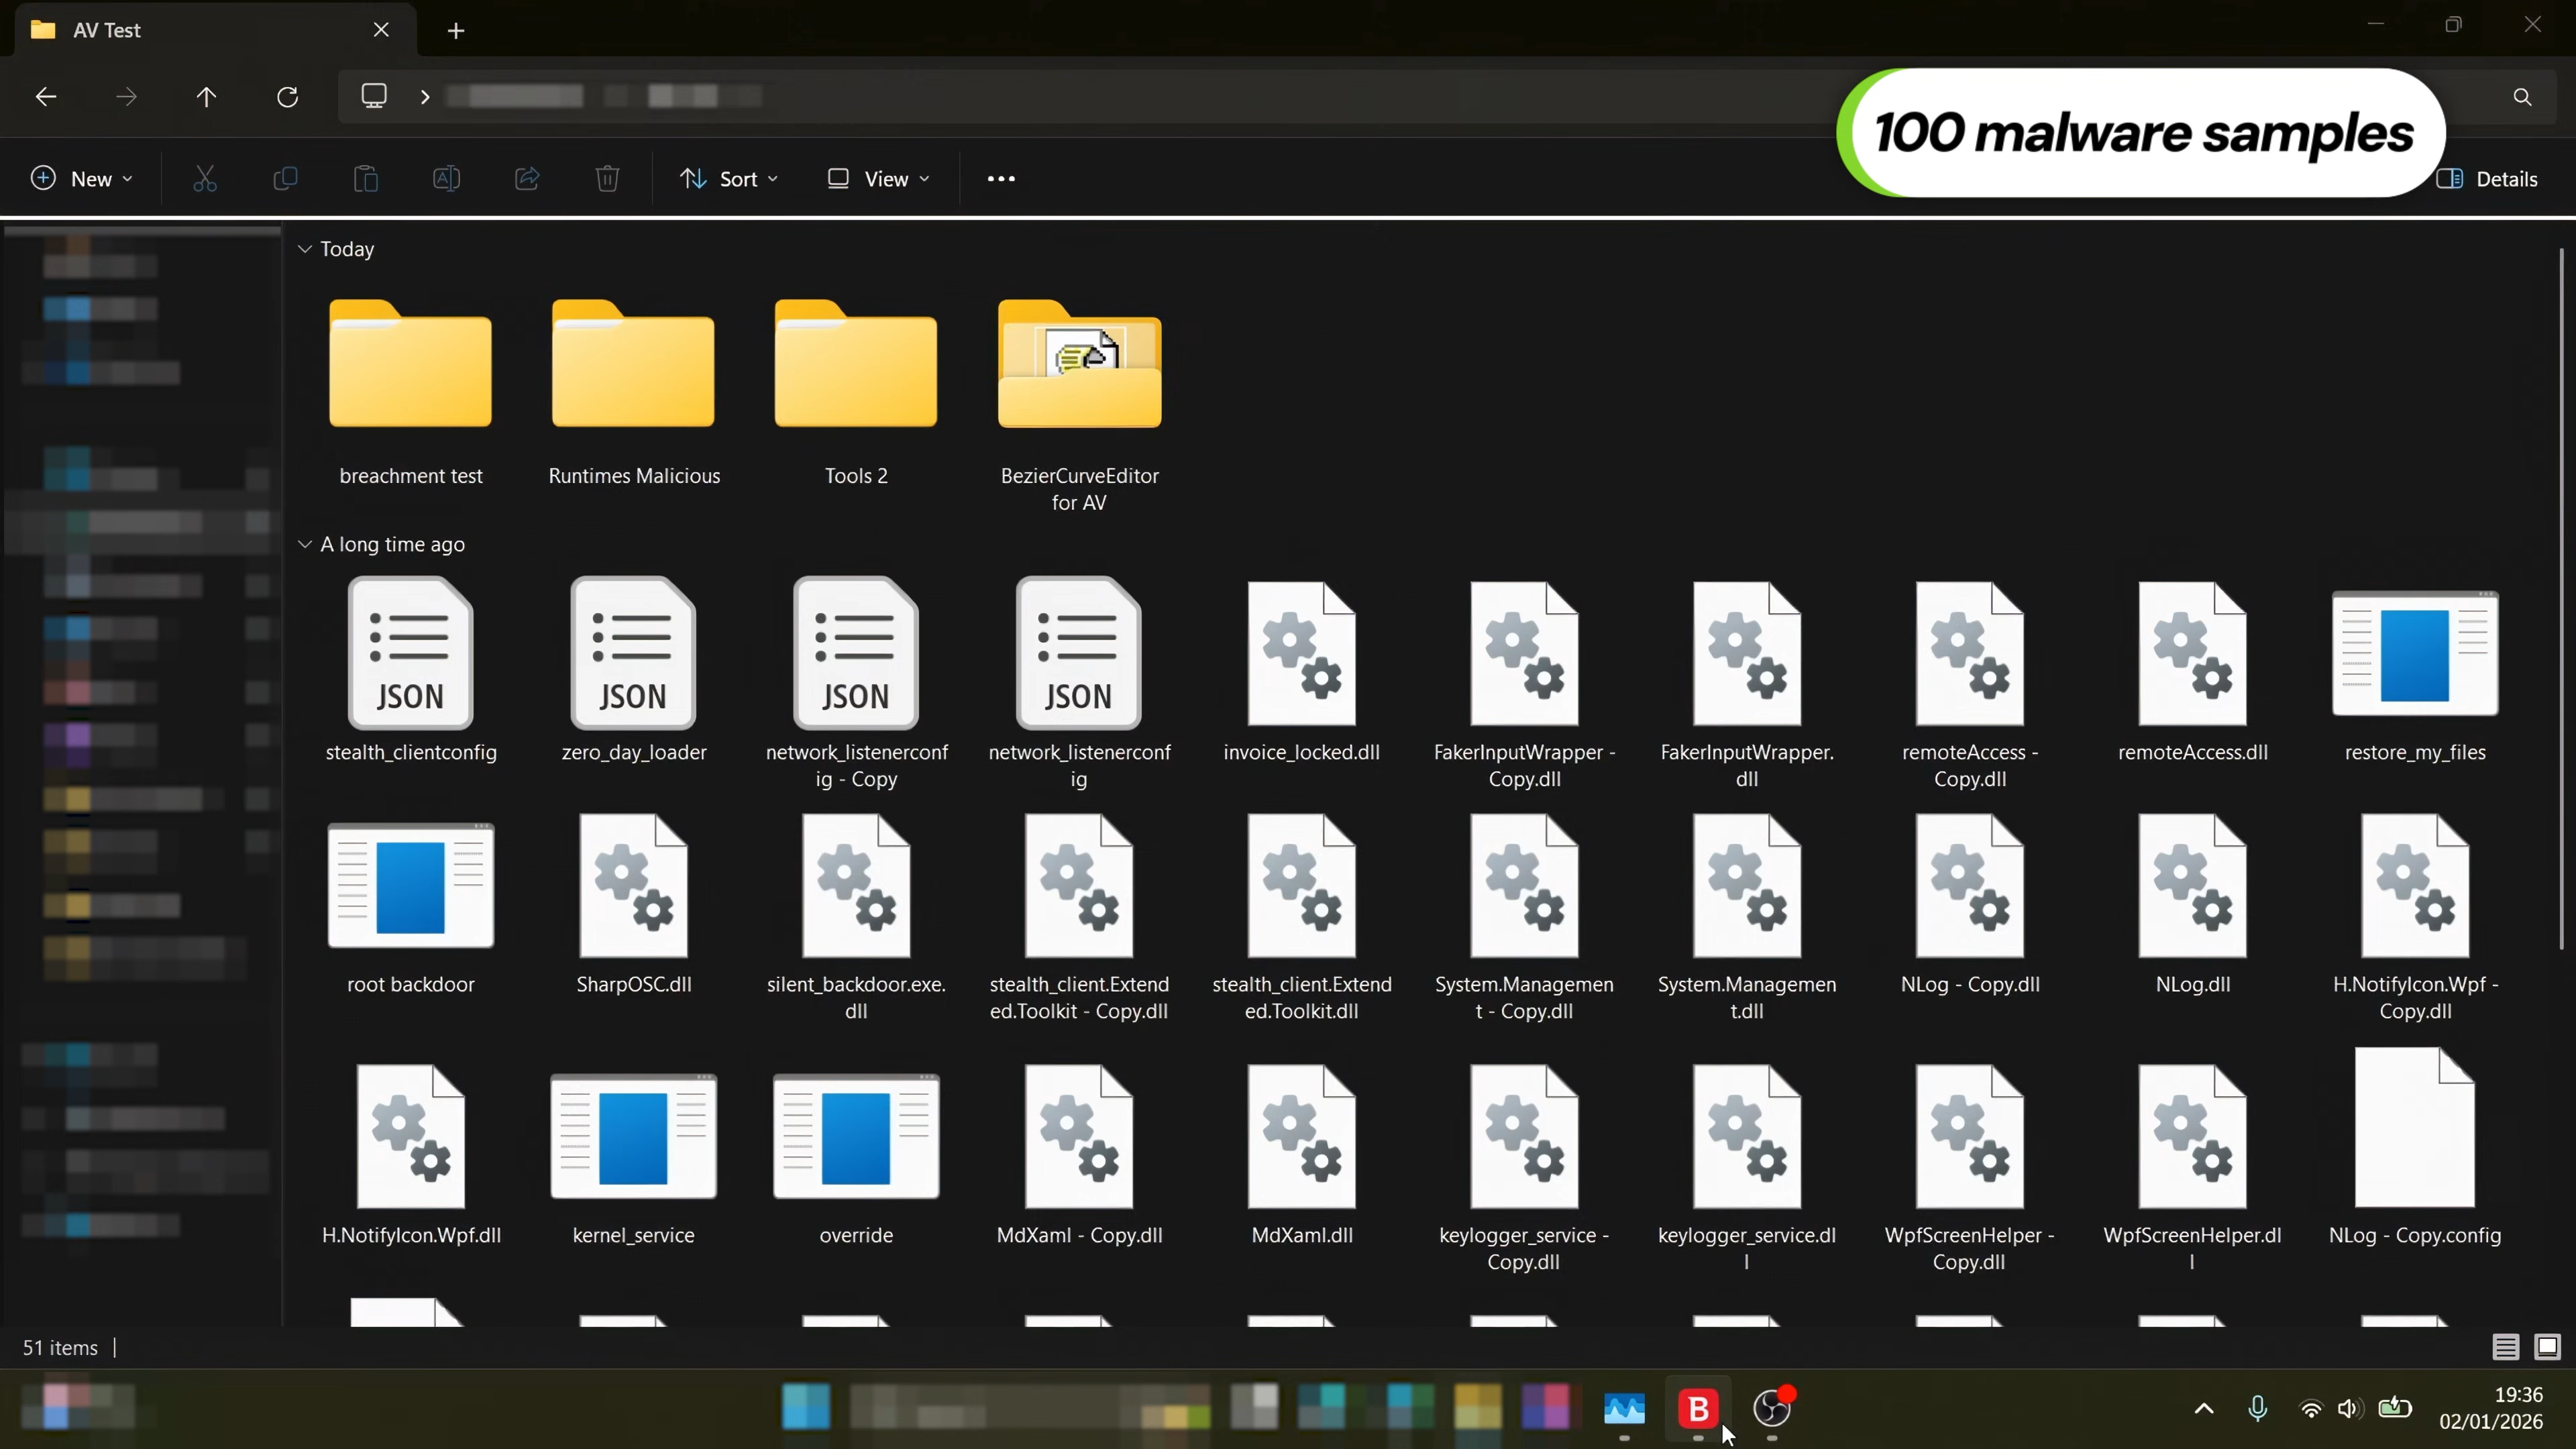 AV Test
100 malware samples
New
Sort
View
Details
Today
breachment test
Runtimes Malicious
Tools 2
BezierCurveEditor
for AV
A long time ago
JSON
JSON
JSON
JSON
stealth_clientconfig
zero_day_loader
network_listenerconf
ig - Copy
network_listenerconf
ig
invoice_locked.dll
FakerInputWrapper -
Copy.dll
FakerInputWrapper.
dll
remoteAccess -
Copy.dll
remoteAccess.dll
restore_my_files
root backdoor
SharpOSC.dll
silent_backdoor.exe.
dll
stealth_client.Extend
ed.Toolkit - Copy.dll
stealth_client.Extend
ed.Toolkit.dll
System.Managemen
t - Copy.dll
System.Managemen
t.dll
NLog - Copy.dll
NLog.dll
H.NotifyIcon.Wpf -
Copy.dll
H.NotifyIcon.Wpf.dll
kernel_service
override
MdXaml - Copy.dll
MdXaml.dll
keylogger_service -
Copy.dll
keylogger_service.dl
l
WpfScreenHelper -
Copy.dll
WpfScreenHelper.dl
l
NLog - Copy.config
51 items
B
19:36
02/01/2026